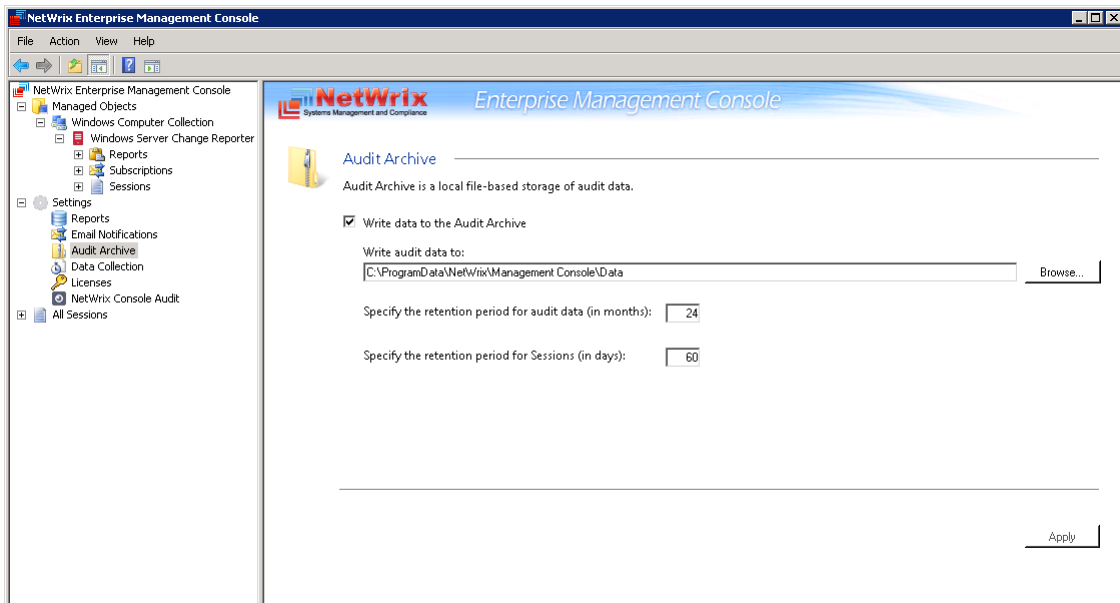 NetWrix Enterprise Management Console
File Action View Help
NetWrix Enterprise Management Console
Managed Objects
Windows Computer Collection
Windows Server Change Reporter
Reports
Subscriptions
Sessions
Settings
Reports
Email Notifications
Audit Archive
Data Collection
Licenses
NetWrix Console Audit
All Sessions
NetWrix
Systems Management and Compliance
Enterprise Management Console
Audit Archive
Audit Archive is a local file-based storage of audit data.
Write data to the Audit Archive
Write audit data to:
C:\ProgramData\NetWrix\Management Console\Data
Browse...
Specify the retention period for audit data (in months): 24
Specify the retention period for Sessions (in days): 60
Apply